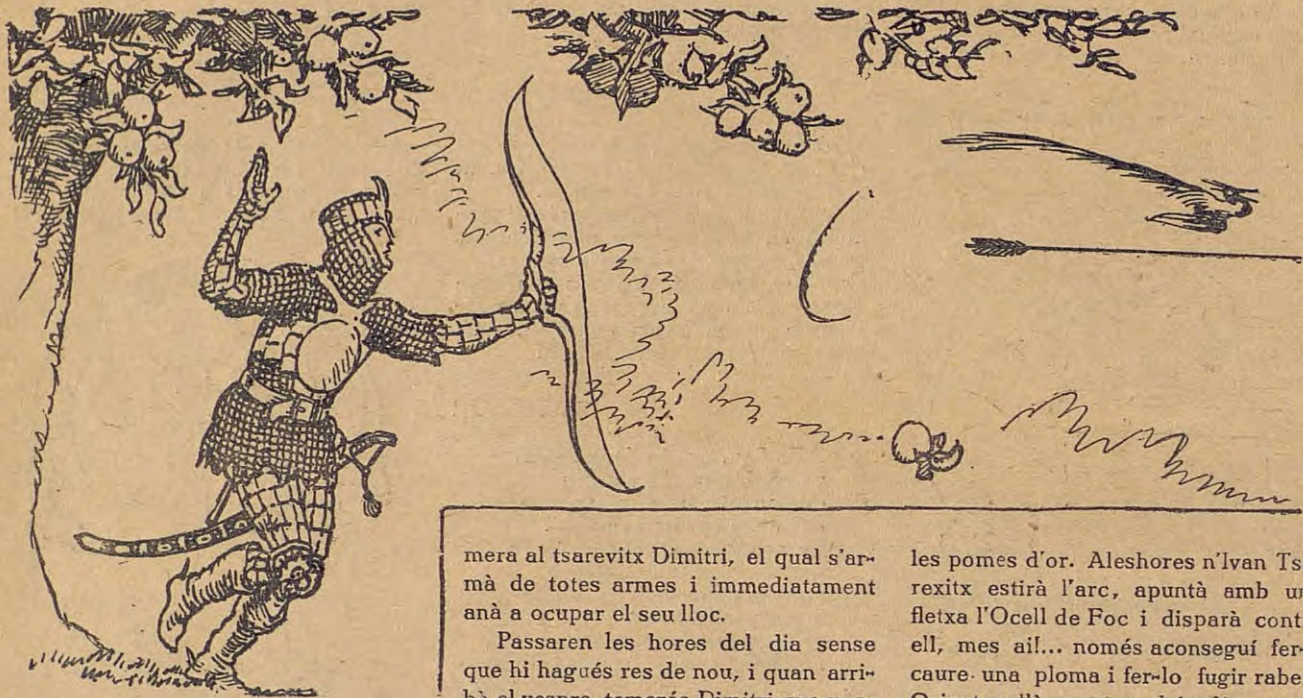 mera al tsarevitx Dimitri, el qual s'ar-
mà de totes armes i immediatament
anà a ocupar el seu lloc.
Passaren les hores del dia sense
que hi hagués res de nou, i quan arri-
les pomes d'or. Aleshores n'Ivan Ts
rexitx estirà l'arc, apuntà amb
fletxa l'Ocell de Foc i disparà cont
ell, mes ai!... només aconseguí fer-
caure una ploma i fer-lo fugir rabe